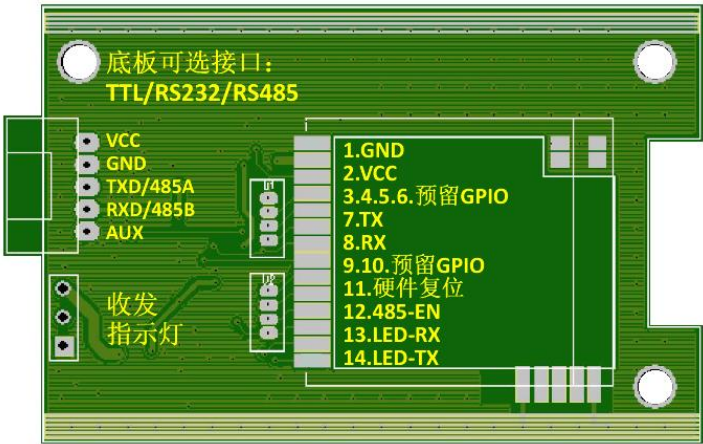 底板可选接口：
TTL/RS232/RS485
VCC
GND
TXD/485A
RXD/485B
AUX
收发
指示灯
1.GND
2.VCC
3.4.5.6.预留GPIO
7.TX
8.RX
9.10.预留GPIO
11.硬件复位
12.485-EN
13.LED-RX
14.LED-TX